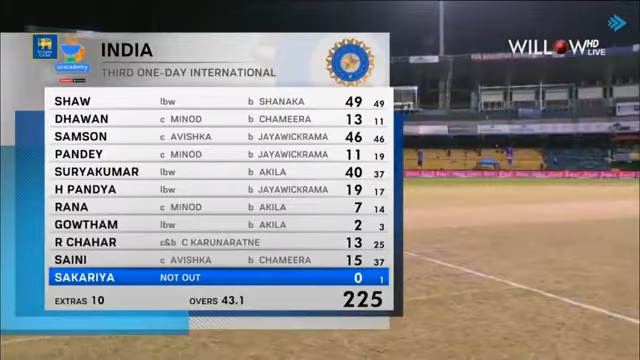 INDIA
THIRD ONE-DAY INTERNATIONAL
unacademy
WILLOW HD
LIVE
SHAW lbw b SHANAKA 49 49
DHAWAN c MINOD b CHAMEERA 13 11
SAMSON c AVISHKA b JAYAWICKRAMA 46 46
PANDEY c MINOD b JAYAWICKRAMA 11 19
SURYAKUMAR lbw b AKILA 40 37
H PANDYA lbw b JAYAWICKRAMA 19 17
RANA c MINOD b AKILA 7 14
GOWTHAM lbw b AKILA 2 3
R CHAHAR c&b C KARUNARATNE 13 25
SAINI c AVISHKA b CHAMEERA 15 37
SAKARIYA NOT OUT 0 1
EXTRAS 10 OVERS 43.1 225